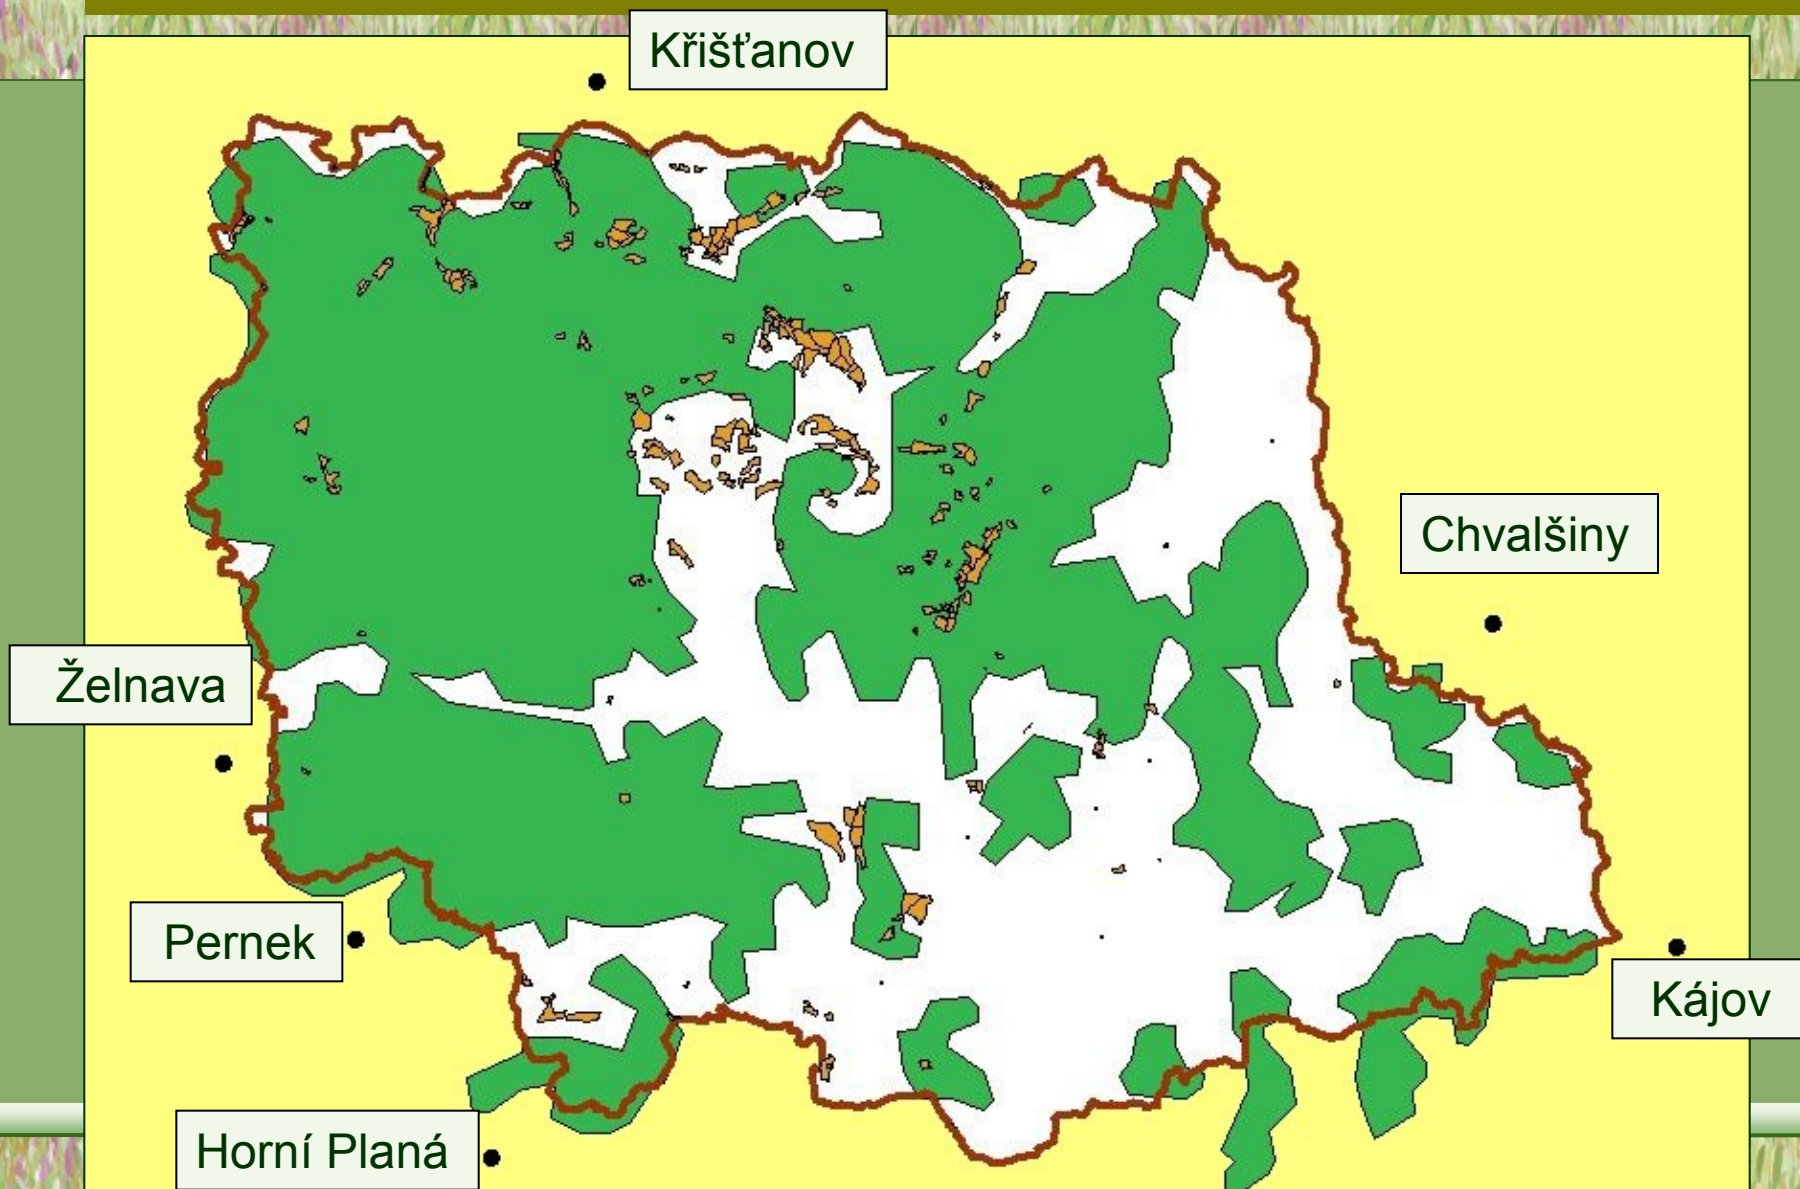 Křišťanov
Chvalšiny
Želnava
Pernek
Kájov
Horní Planá